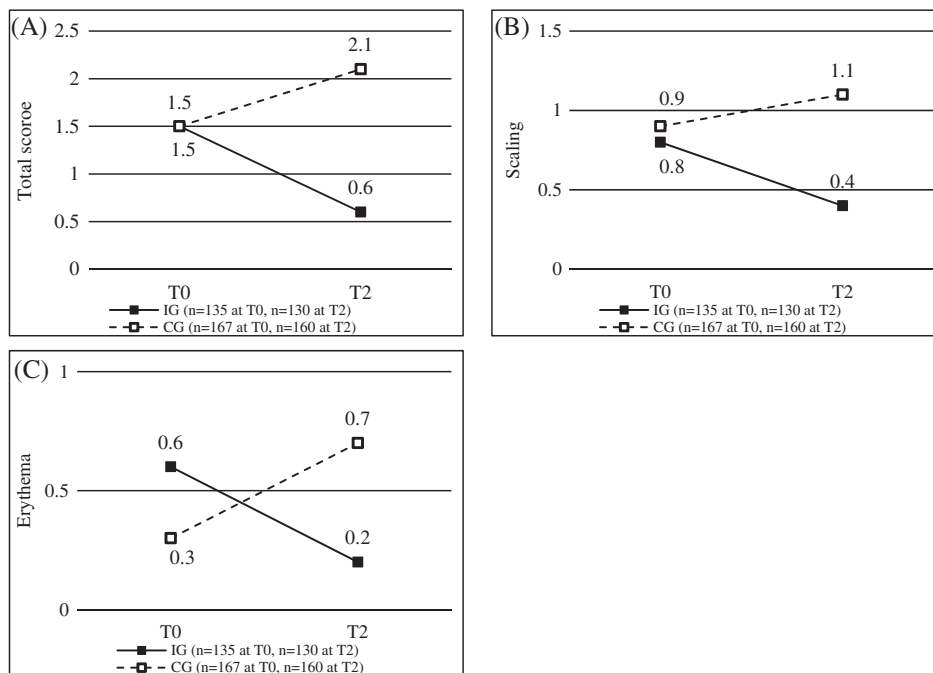 (A)
2.5
2
1.5
1
0.5
0
Total scoroe
1.5
1.5
2.1
0.6
T0
T2
IG (n=135 at T0, n=130 at T2)
CG (n=167 at T0, n=160 at T2)
(B)
1.5
1
0.5
0
Scaling
0.9
0.8
1.1
0.4
T0
T2
IG (n=135 at T0, n=130 at T2)
CG (n=167 at T0, n=160 at T2)
(C)
1
0.5
0
Erythema
0.6
0.3
0.7
0.2
T0
T2
IG (n=135 at T0, n=130 at T2)
CG (n=167 at T0, n=160 at T2)